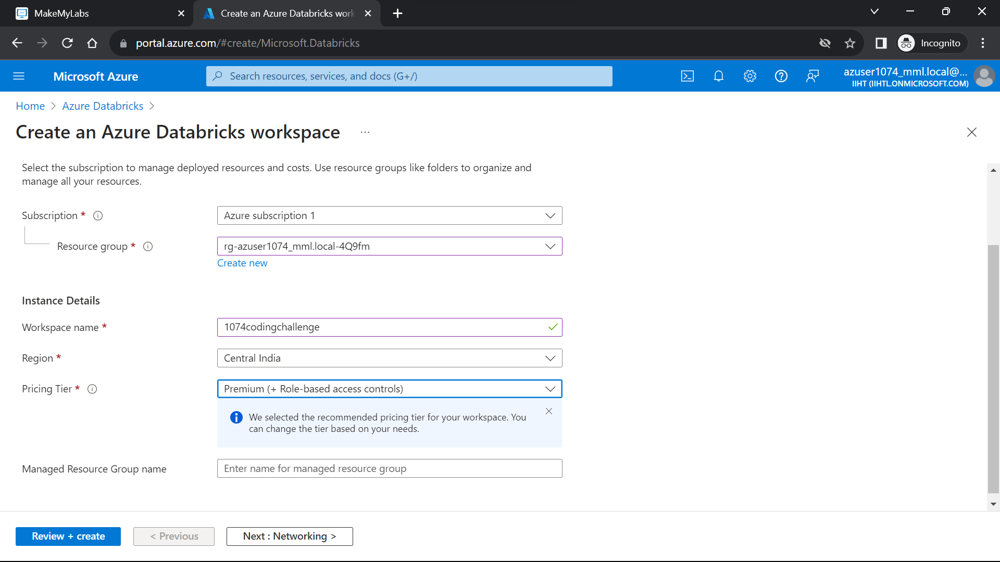 MakeMyLabs
Create an Azure Databricks work
portal.azure.com/#create/Microsoft.Databricks
Incognito
Microsoft Azure
Search resources, services, and docs (G+/)
azuser1074_mml.local@...
IIHT (IIHTL.ONMICROSOFT.COM)
Home > Azure Databricks >
Create an Azure Databricks workspace ...
Select the subscription to manage deployed resources and costs. Use resource groups like folders to organize and
manage all your resources.
Subscription *
Azure subscription 1
Resource group *
rg-azuser1074_mml.local-4Q9fm
Create new
Instance Details
Workspace name *
1074codingchallenge
Region *
Central India
Pricing Tier *
Premium (+ Role-based access controls)
We selected the recommended pricing tier for your workspace. You
can change the tier based on your needs.
Managed Resource Group name
Enter name for managed resource group
Review + create
< Previous
Next : Networking >